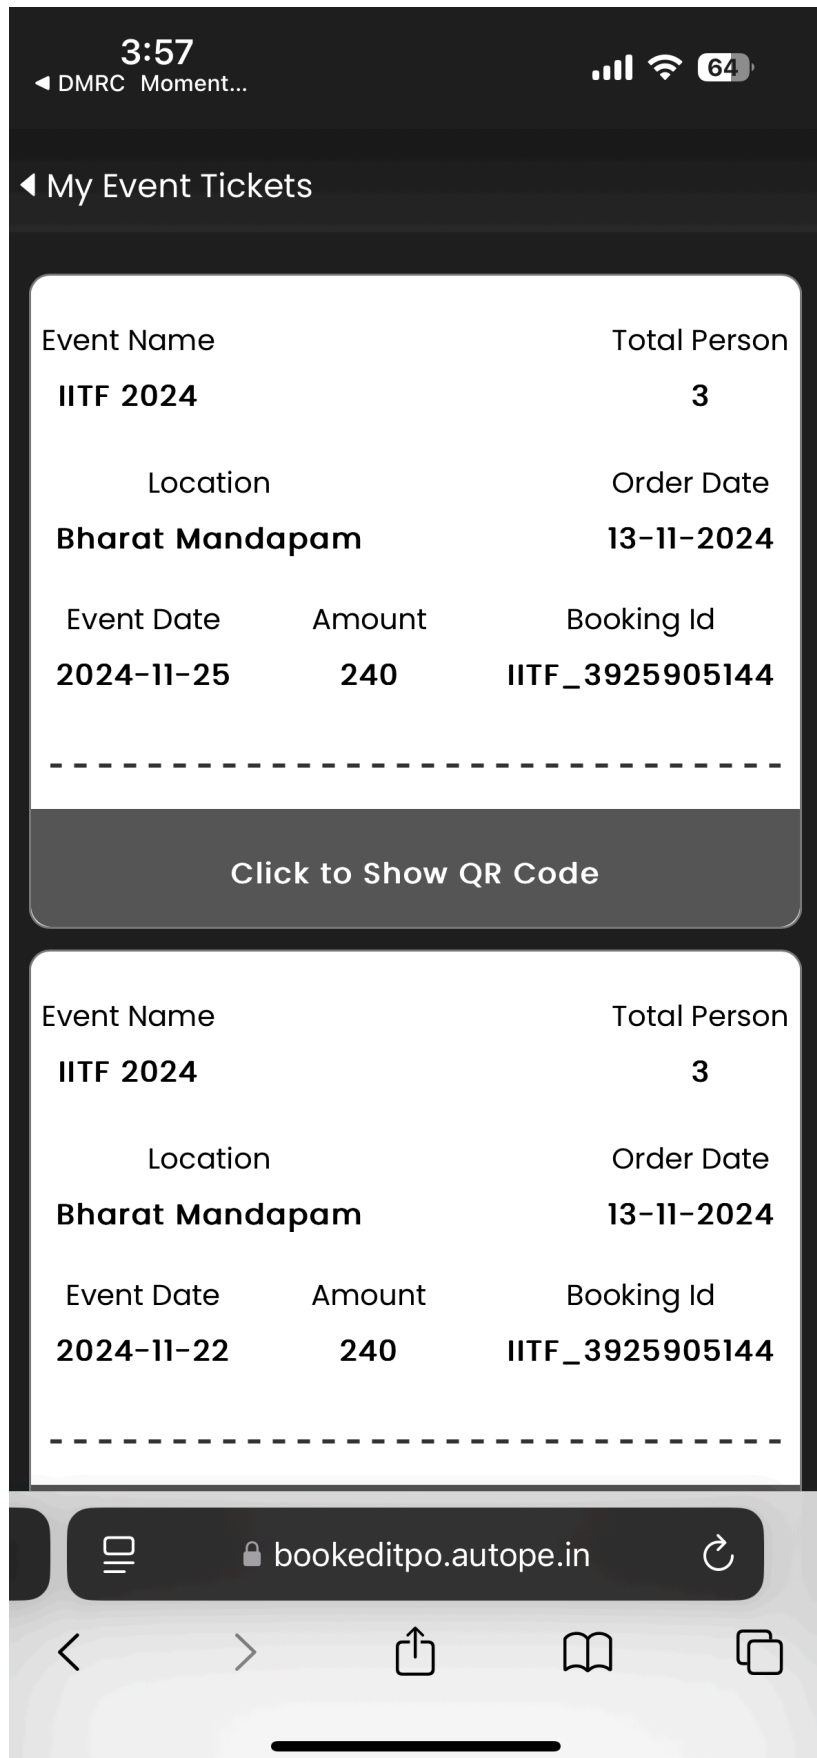 3:57
64
◀ DMRC Moment...
◀ My Event Tickets
Event Name Total Person
IITF 2024 3
Location Order Date
Bharat Mandapam 13-11-2024
Event Date Amount Booking Id
2024-11-25 240 IITF_3925905144
Click to Show QR Code
Event Name Total Person
IITF 2024 3
Location Order Date
Bharat Mandapam 13-11-2024
Event Date Amount Booking Id
2024-11-22 240 IITF_3925905144
bookeditpo.autope.in